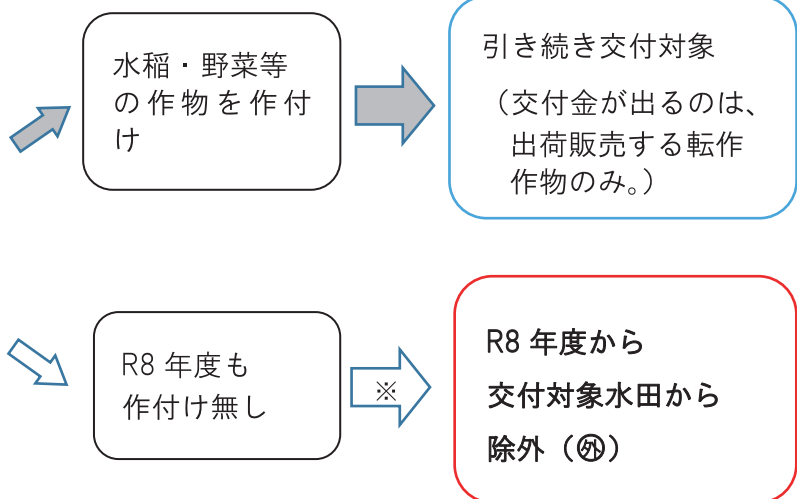 水稲・野菜等
の作物を作付
け
引き続き交付対象
（交付金が出るのは、
出荷販売する転作
作物のみ。）
R8 年度も
作付け無し
※
R8 年度から
交付対象水田から
除外（㊕）